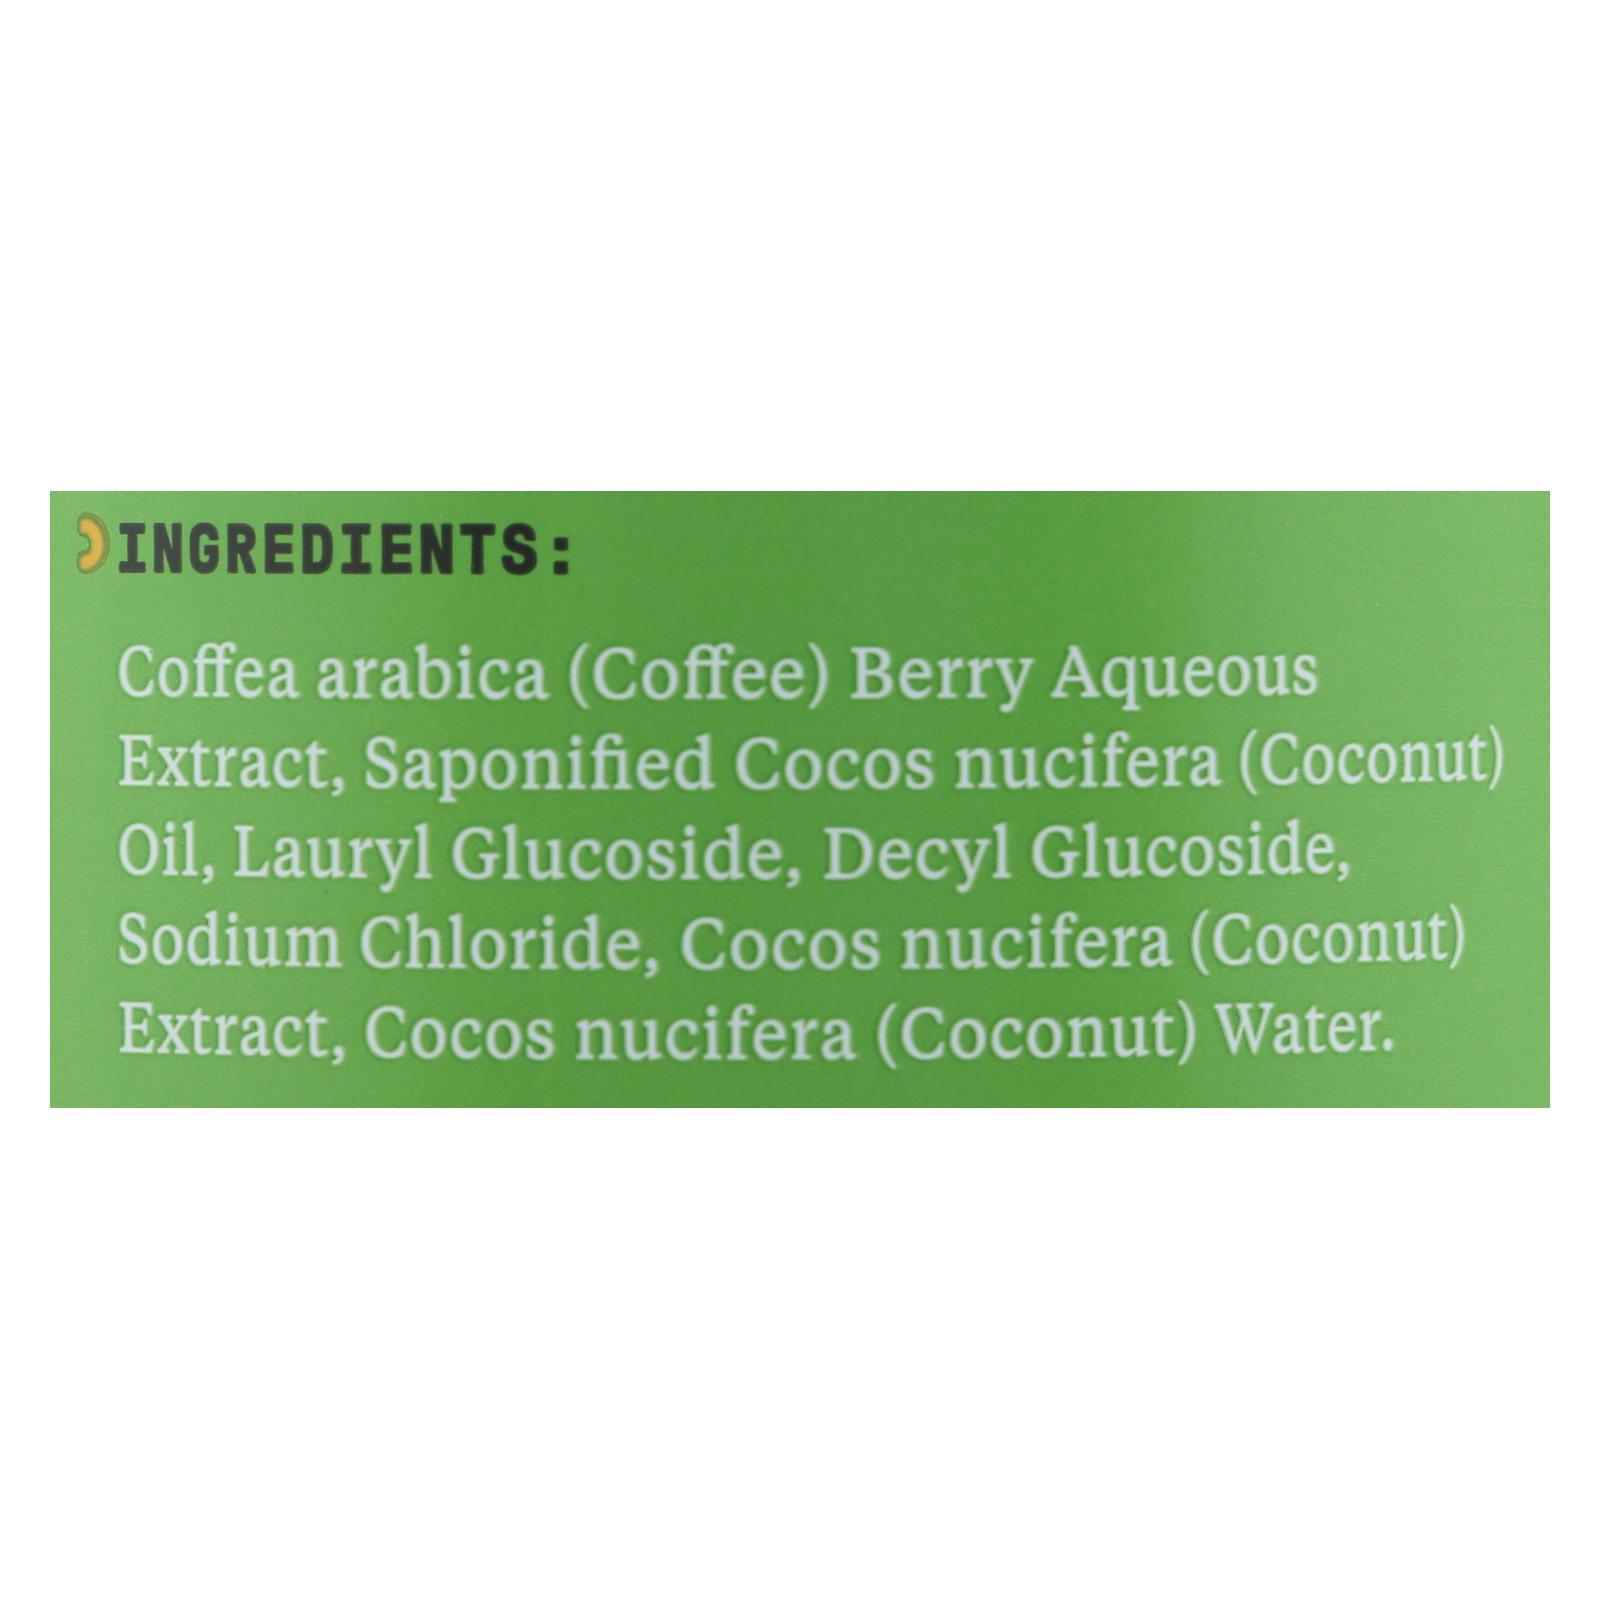 INGREDIENTS:
Coffea arabica (Coffee) Berry Aqueous
Extract, Saponified Cocos nucifera (Coconut)
Oil, Lauryl Glucoside, Decyl Glucoside,
Sodium Chloride, Cocos nucifera (Coconut)
Extract, Cocos nucifera (Coconut) Water.